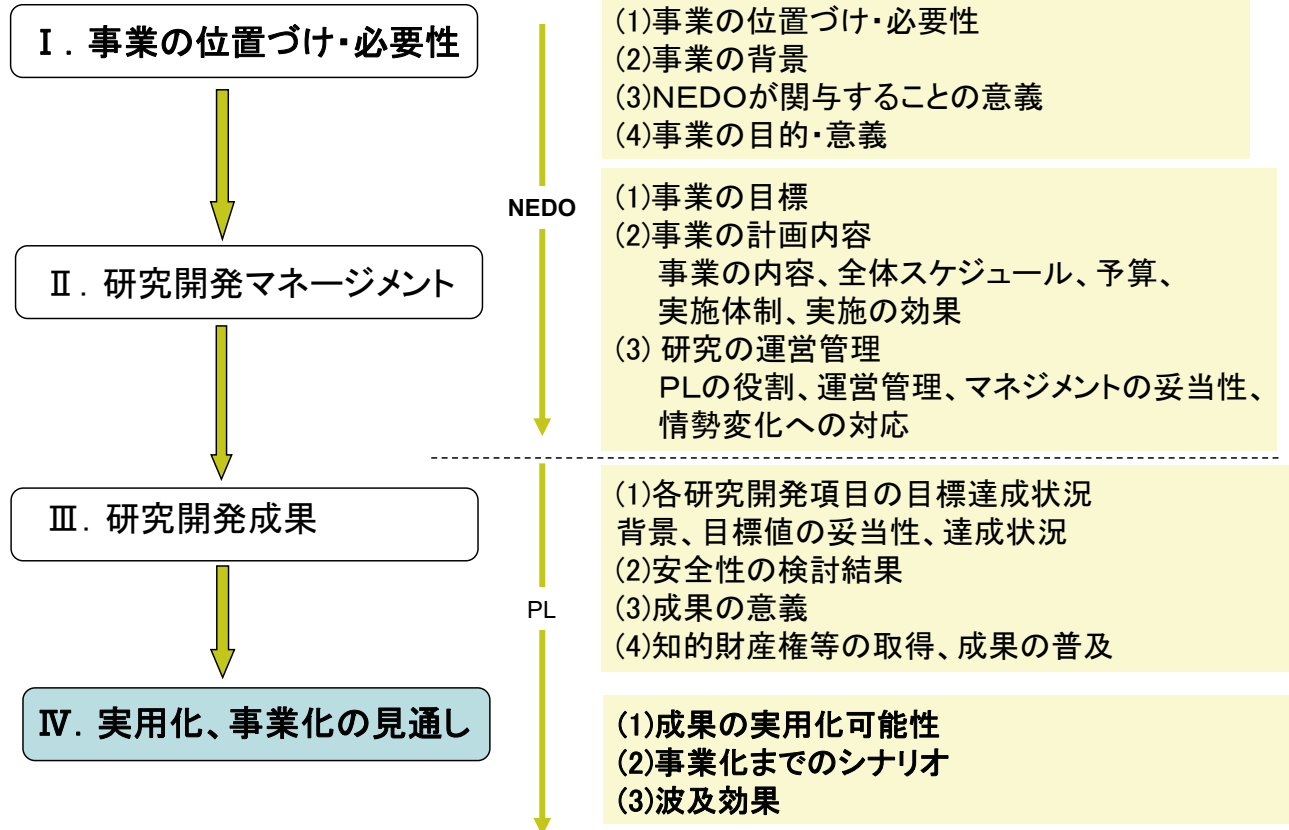 Ⅰ．事業の位置づけ・必要性
(1)事業の位置づけ・必要性
(2)事業の背景
(3)NEDOが関与することの意義
(4)事業の目的・意義
NEDO
Ⅱ．研究開発マネージメント
(1)事業の目標
(2)事業の計画内容
事業の内容、全体スケジュール、予算、
実施体制、実施の効果
(3) 研究の運営管理
PLの役割、運営管理、マネジメントの妥当性、
情勢変化への対応
Ⅲ．研究開発成果
(1)各研究開発項目の目標達成状況
背景、目標値の妥当性、達成状況
(2)安全性の検討結果
(3)成果の意義
(4)知的財産権等の取得、成果の普及
PL
Ⅳ．実用化、事業化の見通し
(1)成果の実用化可能性
(2)事業化までのシナリオ
(3)波及効果